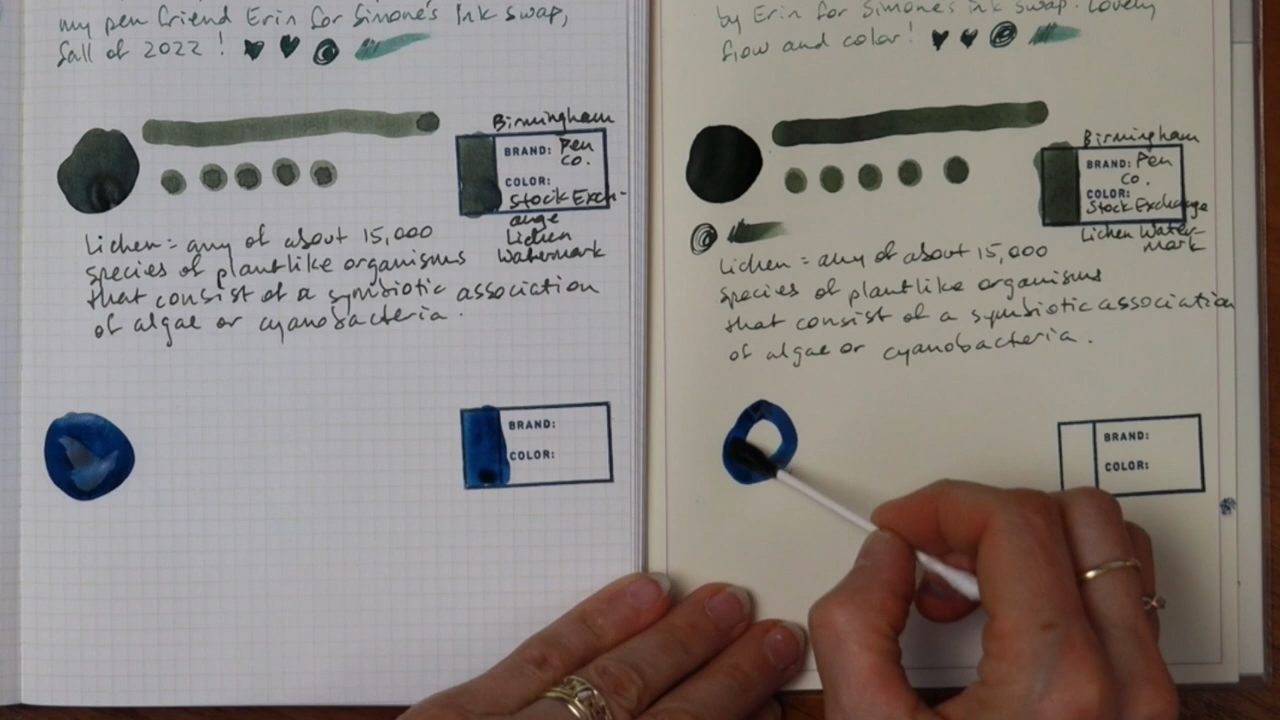 my pen friend Erin for Simone's Ink swap,
fall of 2022!
Birmingham
BRAND: Pen
Co.
COLOR:
Stock Exch-
ange
Lichen
Watermark
Lichen = any of about 15,000
species of plantlike organisms
that consist of a symbiotic association
of algae or cyanobacteria.
BRAND:
COLOR:
by Erin for Simone's ink swap. Lovely
flow and color!
Birmingham
BRAND: Pen
Co.
COLOR:
Stock Exchange
Lichen Water-
mark
Lichen = any of about 15,000
species of plantlike organisms
that consist of a symbiotic association
of algae or cyanobacteria.
BRAND:
COLOR: